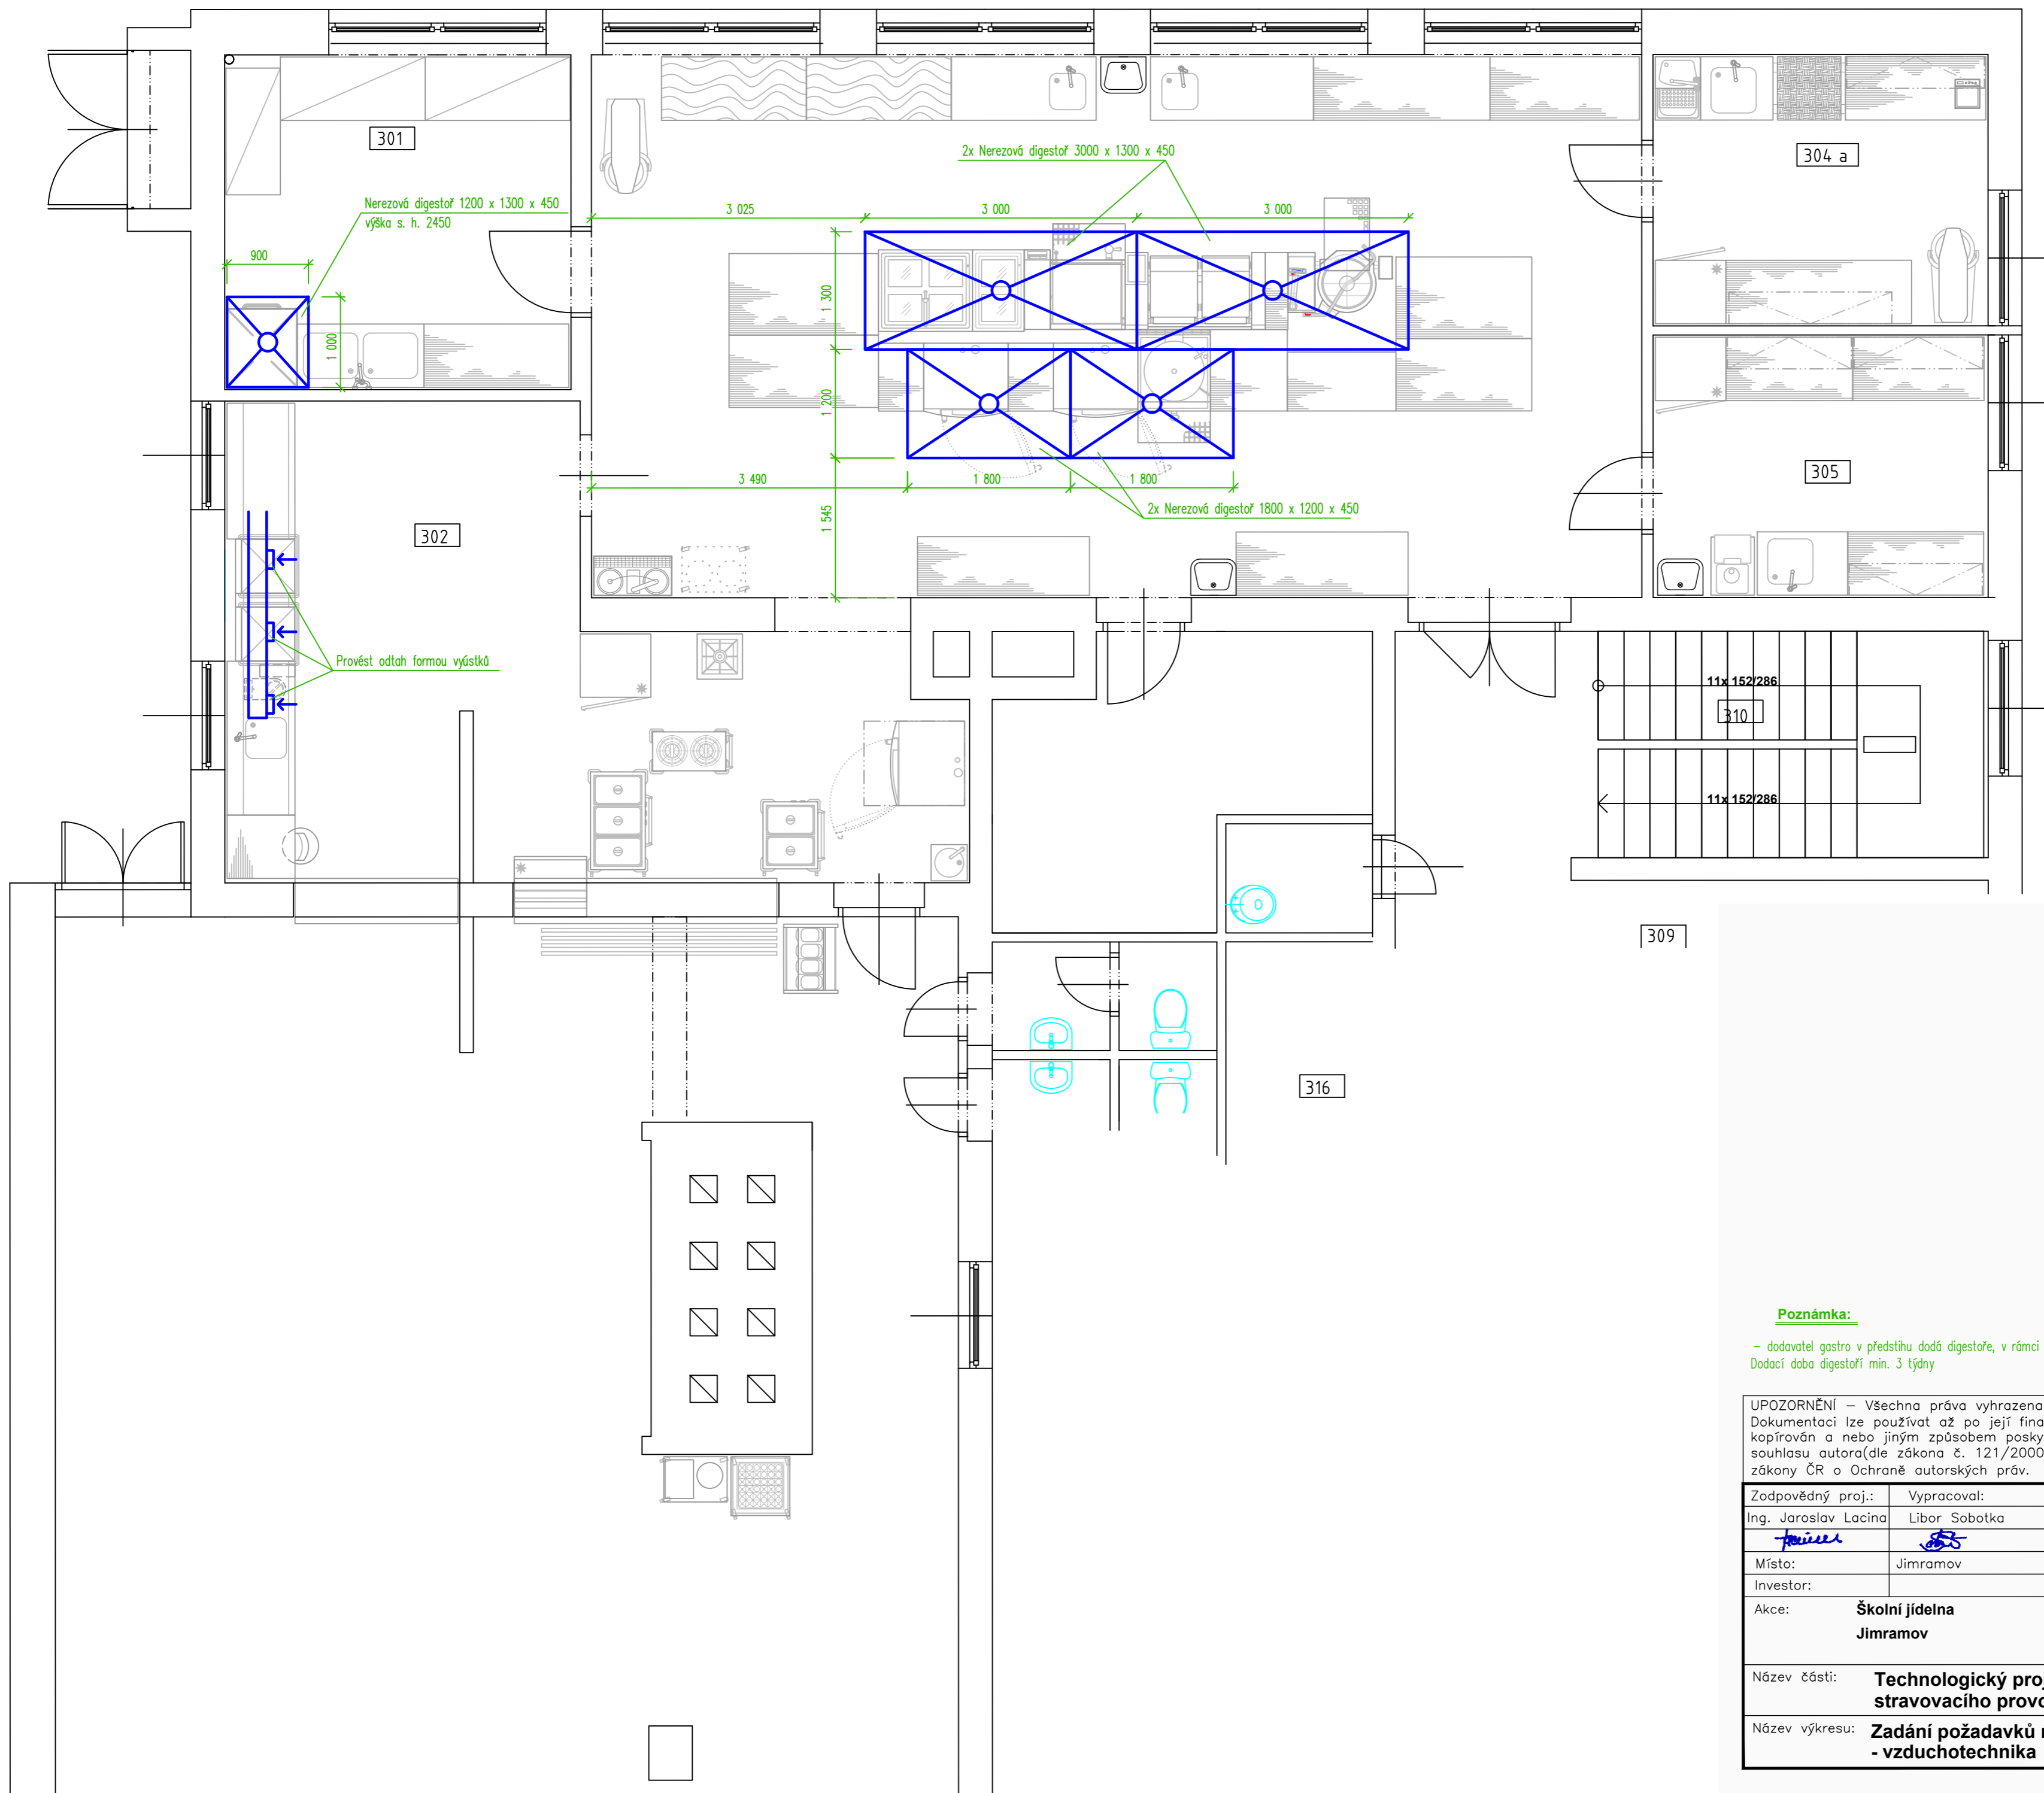 301
2x Nerezová digestoř 3000 x 1300 x 450
304 a
Nerezová digestoř 1200 x 1300 x 450
výška s. h. 2450
3 025
3 000
3 000
900
1 300
1 000
1 200
305
3 490
1 800
1 800
2x Nerezová digestoř 1800 x 1200 x 450
1 545
302
Provést odtah formou vyústků
11x 152/286
310
11x 152/286
309
316
Poznámka:
– dodavatel gastro v předstihu dodá digestoře, v rámci
Dodací doba digestoří min. 3 týdny
UPOZORNĚNÍ – Všechna práva vyhrazena
Dokumentaci lze používat až po její fina
kopírován a nebo jiným způsobem posky
souhlasu autora(dle zákona č. 121/2000
zákony ČR o Ochraně autorských práv.
Zodpovědný proj.: Vypracoval:
Ing. Jaroslav Lacina Libor Sobotka
Místo: Jimramov
Investor:
Akce: Školní jídelna
Jimramov
Název části: Technologický proj
stravovacího provo
Název výkresu: Zadání požadavků
- vzduchotechnika